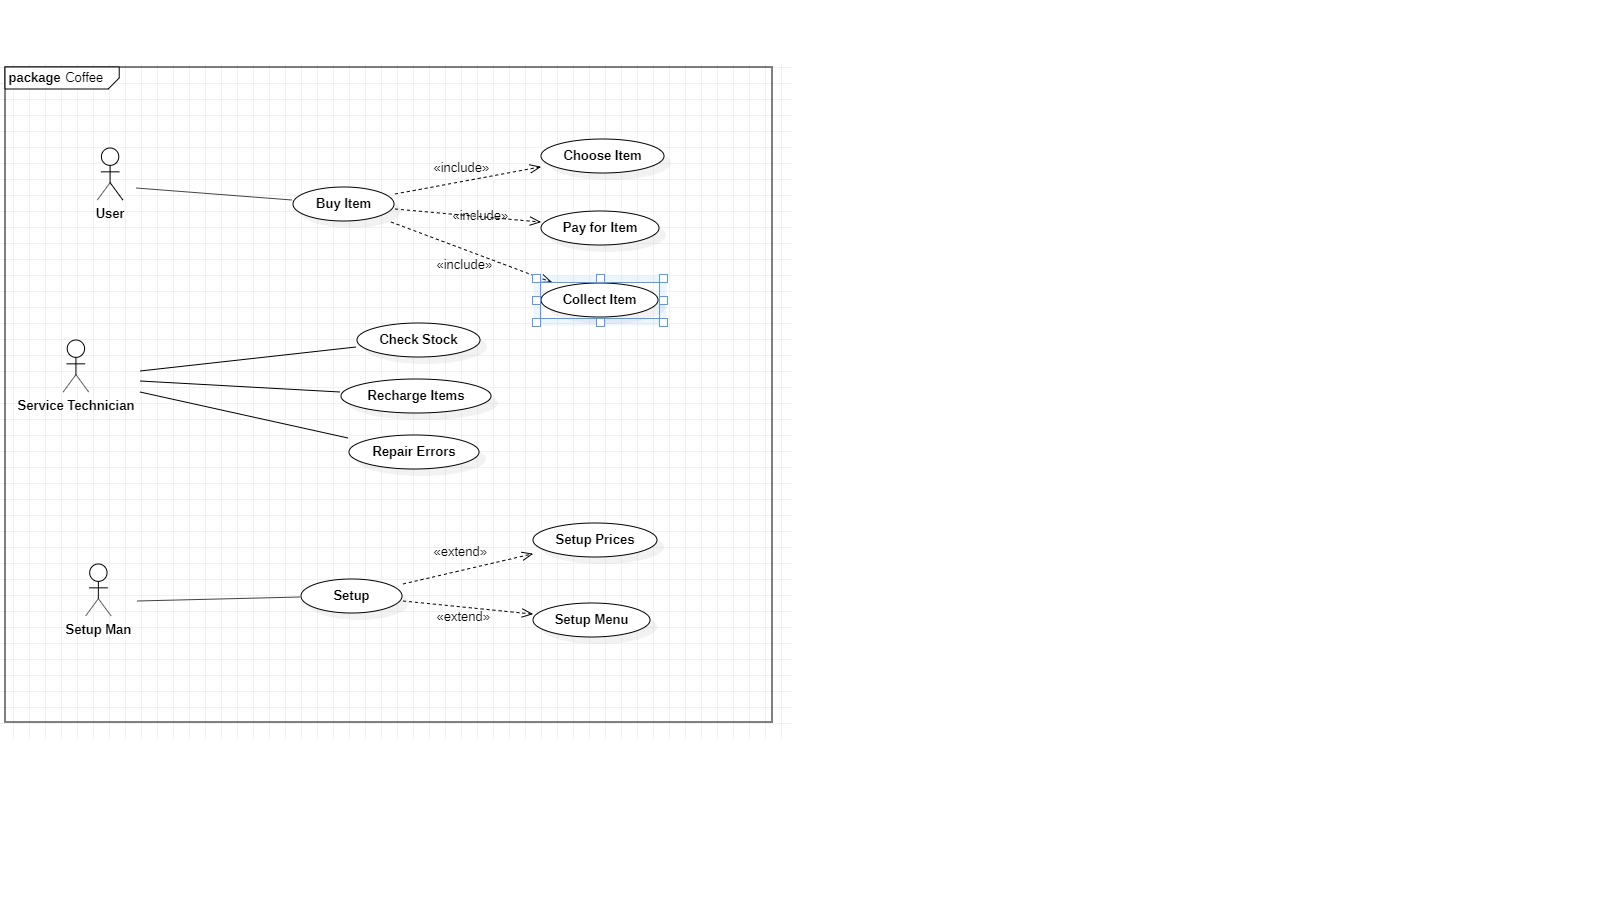 package Coffee
Choose Item
«include»
User
Buy Item
«include»
Pay for Item
«include»
Collect Item
Check Stock
Service Technician
Recharge Items
Repair Errors
Setup Prices
«extend»
Setup
Setup Man
«extend»
Setup Menu